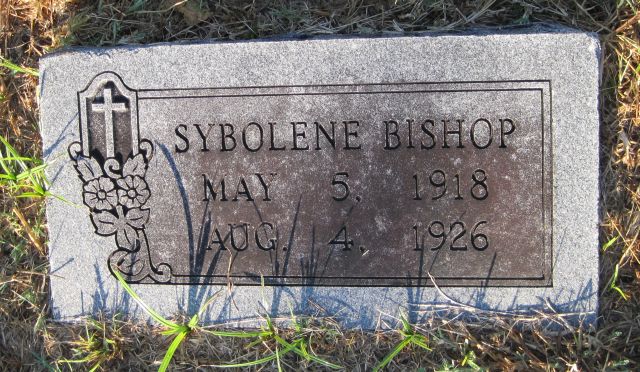 SYBOLENE BISHOP
MAY 5, 1918
AUG. 4, 1926